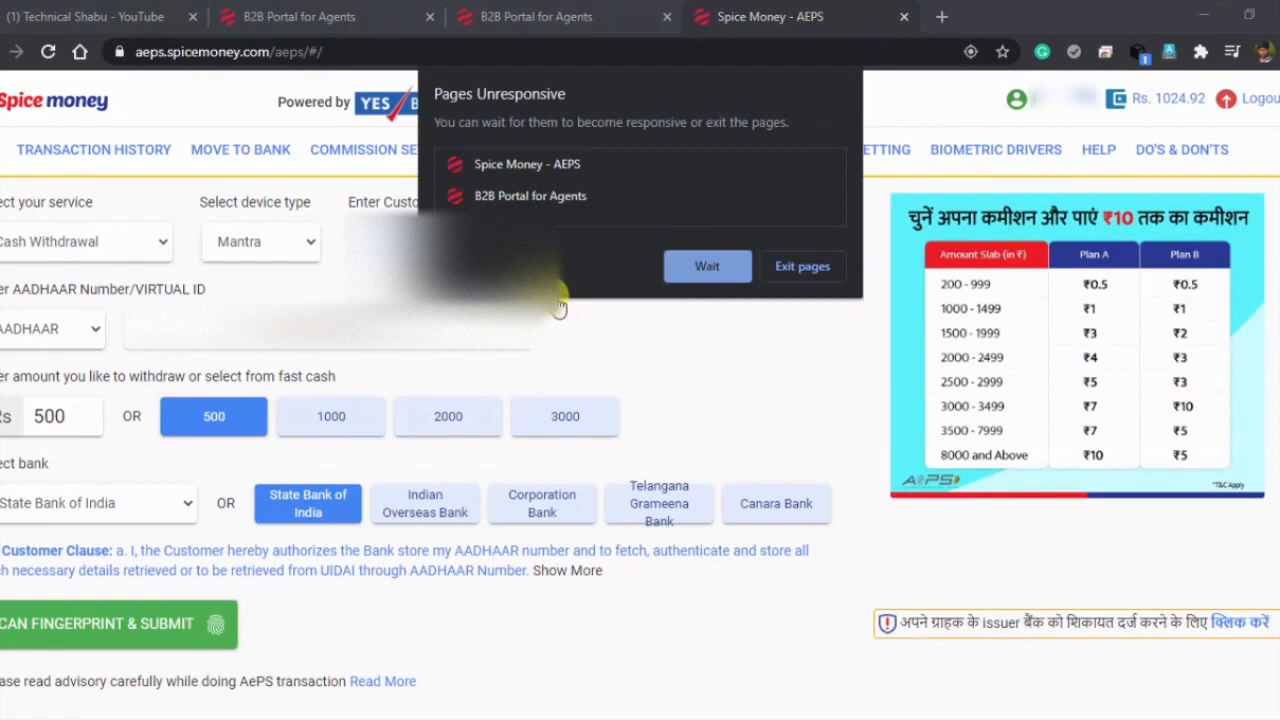 (1) Technical Shabu - YouTube
B2B Portal for Agents
B2B Portal for Agents
Spice Money - AEPS
aeps.spicemoney.com/aeps/#/
1
Spice money
Powered by YES B
Rs. 1024.92
Logou
TRANSACTION HISTORY
MOVE TO BANK
COMMISSION SE
ETTING
BIOMETRIC DRIVERS
HELP
DO'S & DON'TS
Pages Unresponsive
You can wait for them to become responsive or exit the pages.
Spice Money - AEPS
B2B Portal for Agents
Wait
Exit pages
ct your service
Select device type
Enter Custo
Cash Withdrawal
Mantra
er AADHAAR Number/VIRTUAL ID
AADHAAR
er amount you like to withdraw or select from fast cash
Rs 500 OR 500 1000 2000 3000
ect bank
State Bank of India OR
State Bank of
India
Indian
Overseas Bank
Corporation
Bank
Telangana
Grameena
Bank
Canara Bank
Customer Clause: a. I, the Customer hereby authorizes the Bank store my AADHAAR number and to fetch, authenticate and store all
h necessary details retrieved or to be retrieved from UIDAI through AADHAAR Number. Show More
CAN FINGERPRINT & SUBMIT
ase read advisory carefully while doing AePS transaction Read More
चुनें अपना कमीशन और पाएं ₹10 तक का कमीशन
Amount Slab (in ₹) Plan A Plan B
200 - 999 ₹0.5 ₹0.5
1000 - 1499 ₹1 ₹1
1500 - 1999 ₹3 ₹2
2000 - 2499 ₹4 ₹3
2500 - 2999 ₹5 ₹3
3000 - 3499 ₹7 ₹10
3500 - 7999 ₹7 ₹5
8000 and Above ₹10 ₹5
AePS
*T&C Apply
अपने ग्राहक के issuer बैंक को शिकायत दर्ज करने के लिए क्लिक करें